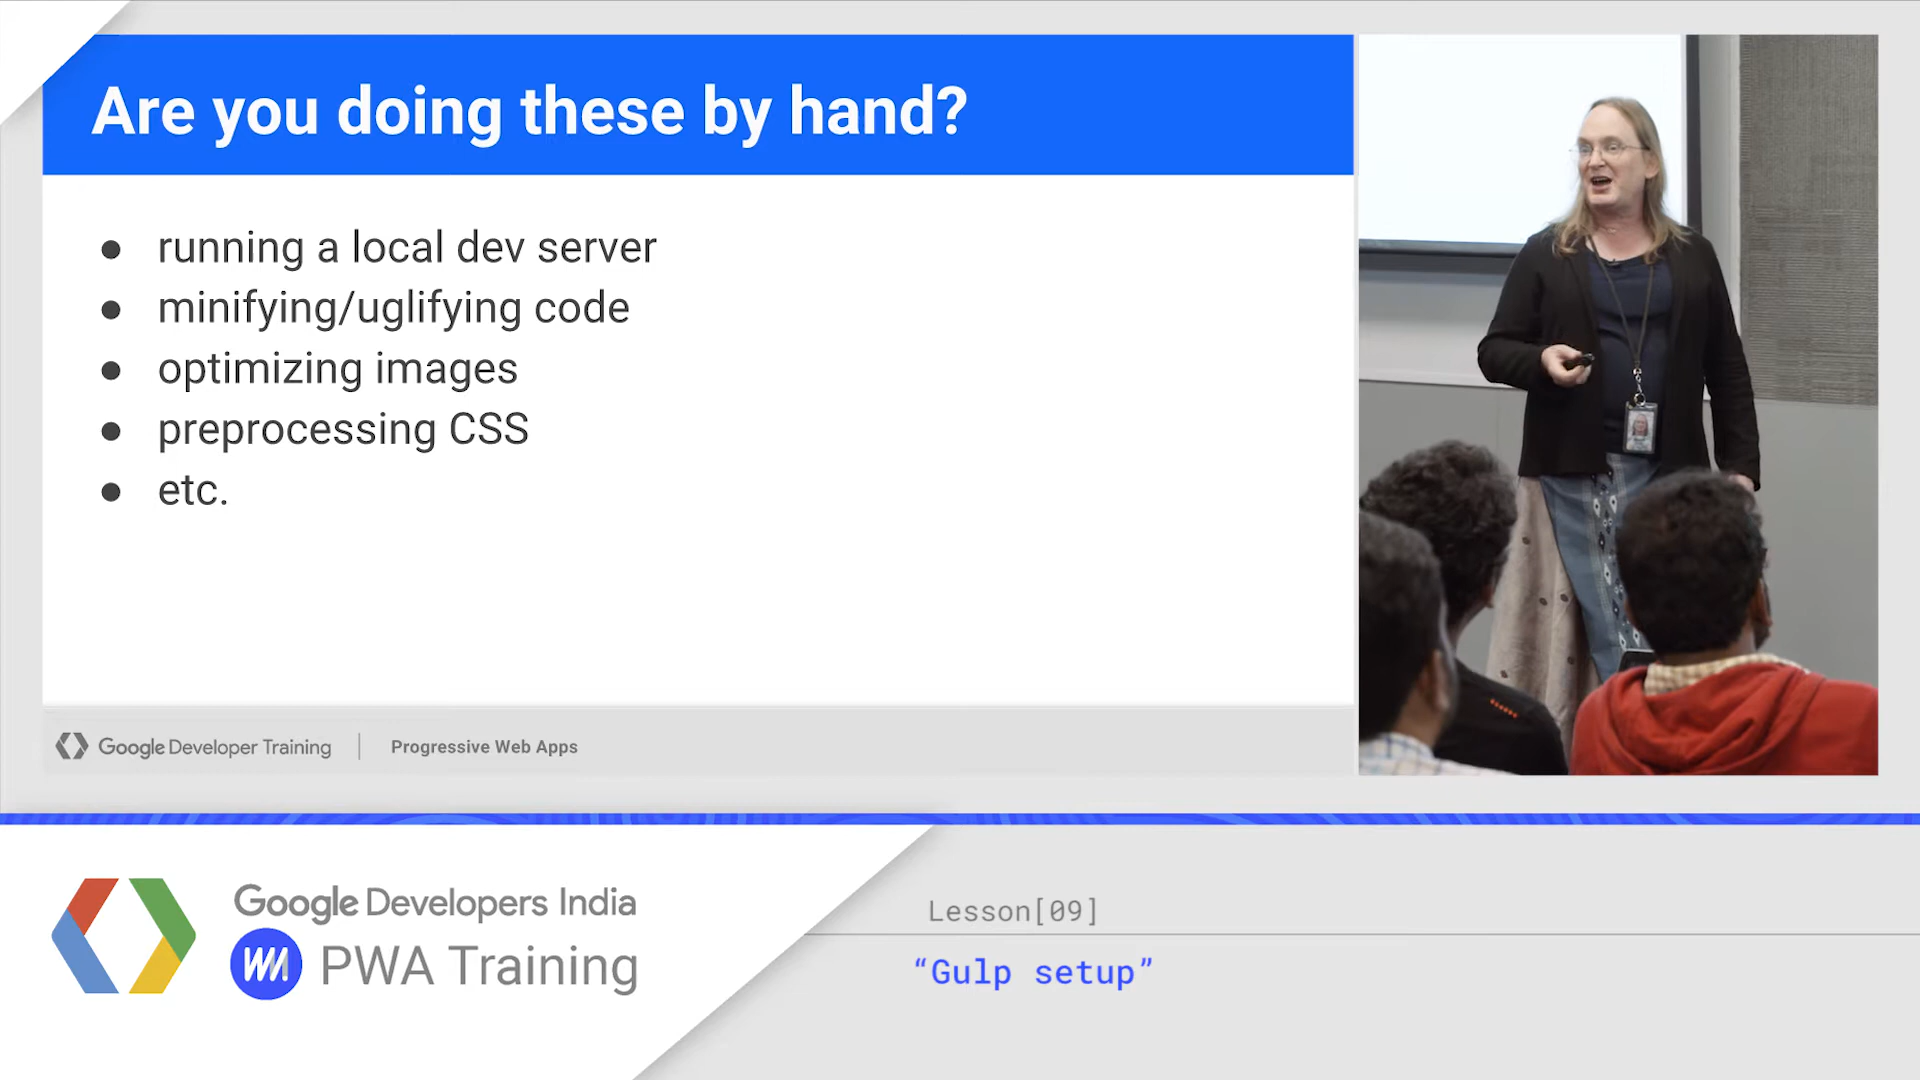 Are you doing these by hand?
● running a local dev server
● minifying/uglifying code
● optimizing images
● preprocessing CSS
● etc.
Google Developer Training | Progressive Web Apps
Google Developers India
PWA Training
Lesson[09]
“Gulp setup”